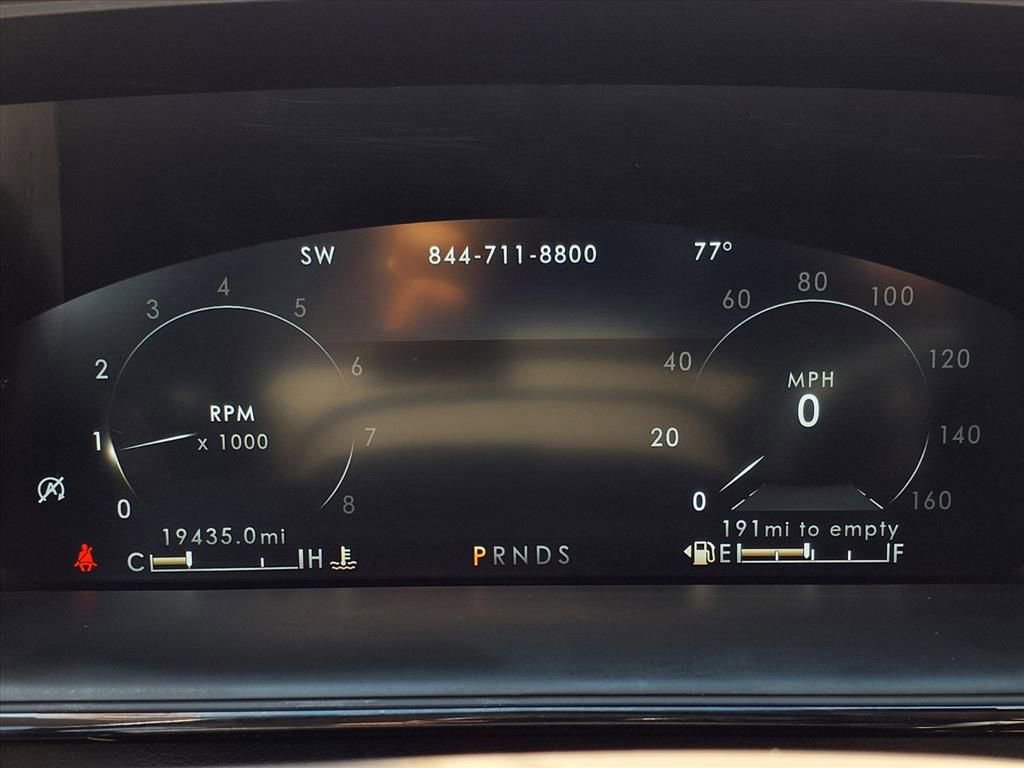 SW 844-711-8800 77°
0 1 2 3 4 5 6 7 8
RPM
x 1000
0 20 40 60 80 100 120 140 160
MPH
0
A
19435.0mi
191mi to empty
C H
PRNDS
E F